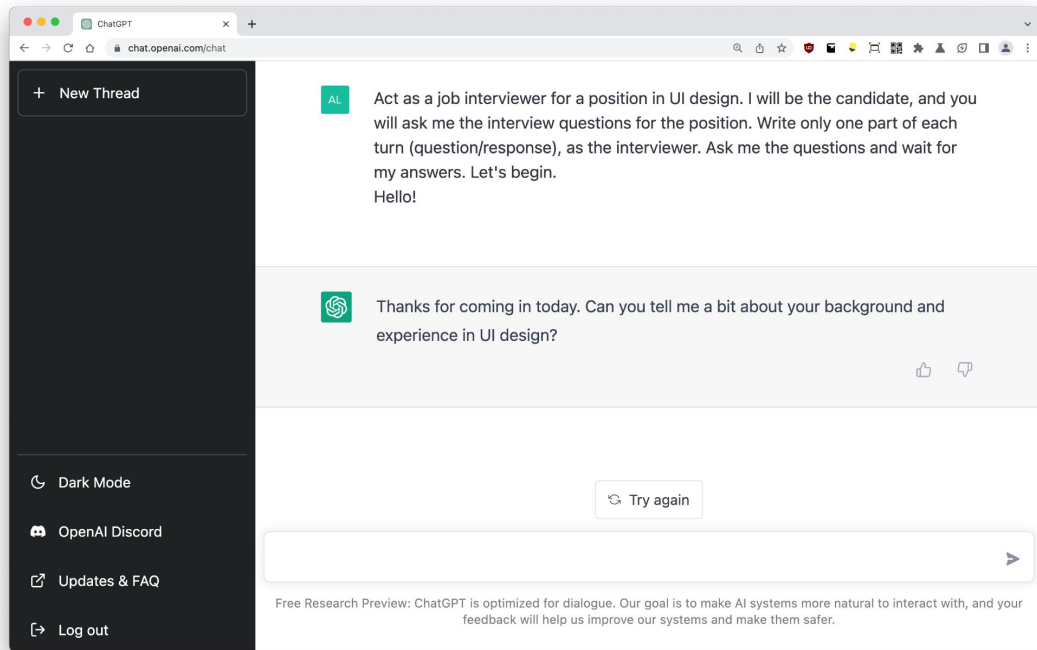 ChatGPT
chat.openai.com/chat
New Thread
AL
Act as a job interviewer for a position in UI design. I will be the candidate, and you
will ask me the interview questions for the position. Write only one part of each
turn (question/response), as the interviewer. Ask me the questions and wait for
my answers. Let's begin.
Hello!
Thanks for coming in today. Can you tell me a bit about your background and
experience in UI design?
Try again
Dark Mode
OpenAI Discord
Updates & FAQ
Log out
Free Research Preview: ChatGPT is optimized for dialogue. Our goal is to make AI systems more natural to interact with, and your
feedback will help us improve our systems and make them safer.